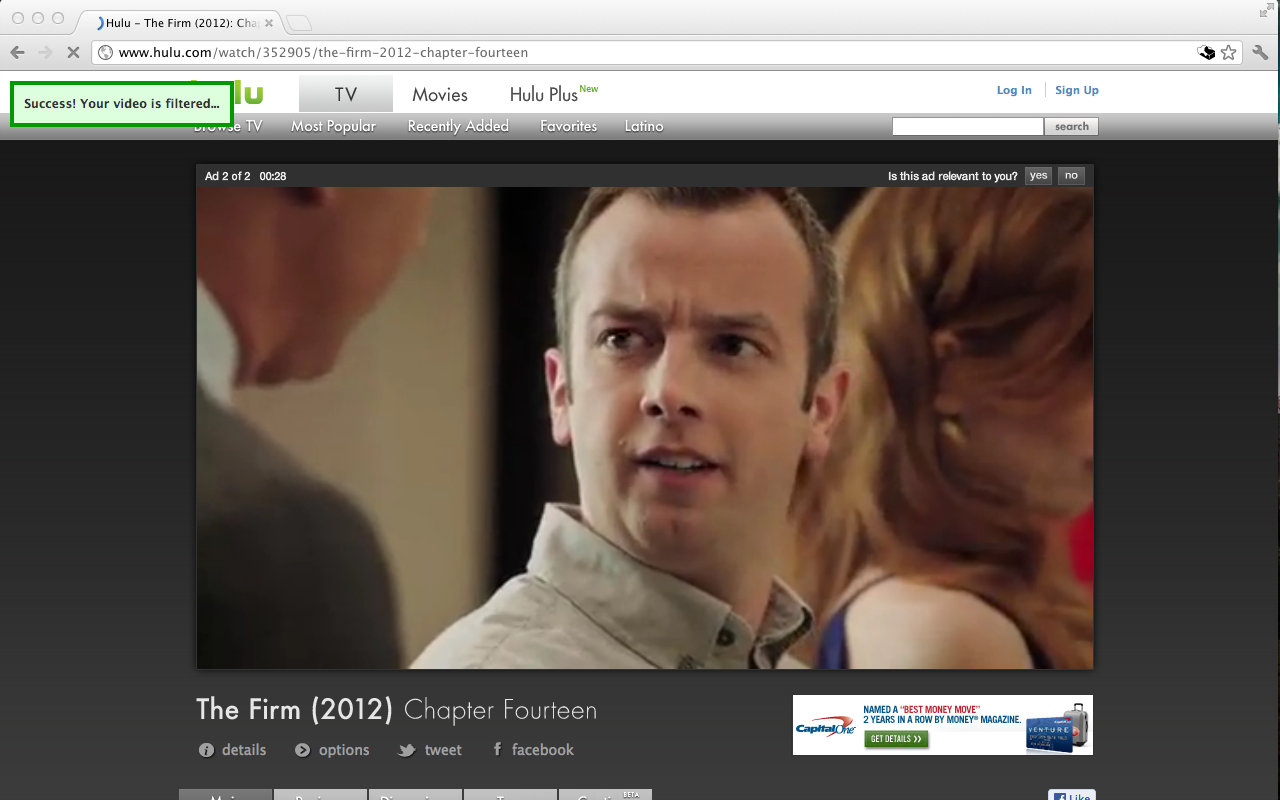 Hulu – The Firm (2012): Cha
www.hulu.com/watch/352905/the-firm-2012-chapter-fourteen
Success! Your video is filtered...
TV
Movies
Hulu Plus New
Log In
Sign Up
Browse TV
Most Popular
Recently Added
Favorites
Latino
search
Ad 2 of 2 00:28
Is this ad relevant to you?
yes
no
The Firm (2012) Chapter Fourteen
details
options
tweet
facebook
Capital One
NAMED A "BEST MONEY MOVE"
2 YEARS IN A ROW BY MONEY® MAGAZINE.
GET DETAILS
VENTURE
BETA
Like